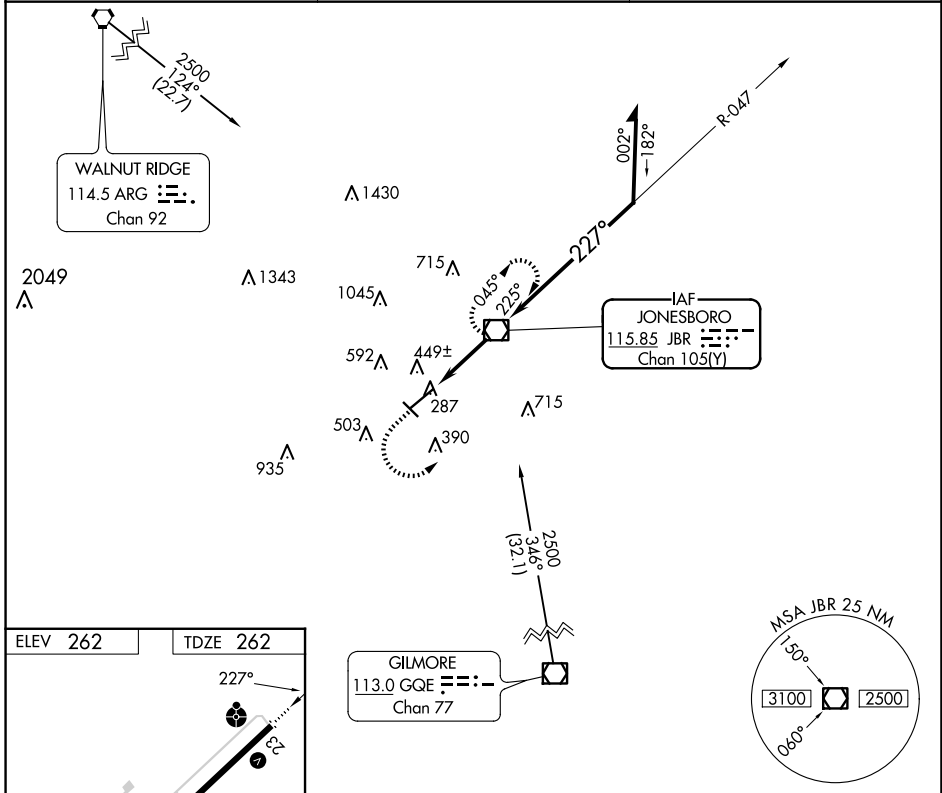 2500
124°
(22.7)
WALNUT RIDGE
114.5 ARG
Chan 92
002°
182°
R-047
1430
227°
2049
1343
715
1045
045°
225°
IAF
JONESBORO
115.85 JBR
Chan 105(Y)
592
449±
287
715
503
390
935
2500
346°
(32.1)
GILMORE
113.0 GQE
Chan 77
MSA JBR 25 NM
150°
3100
2500
060°
ELEV 262
TDZE 262
227°
23
V